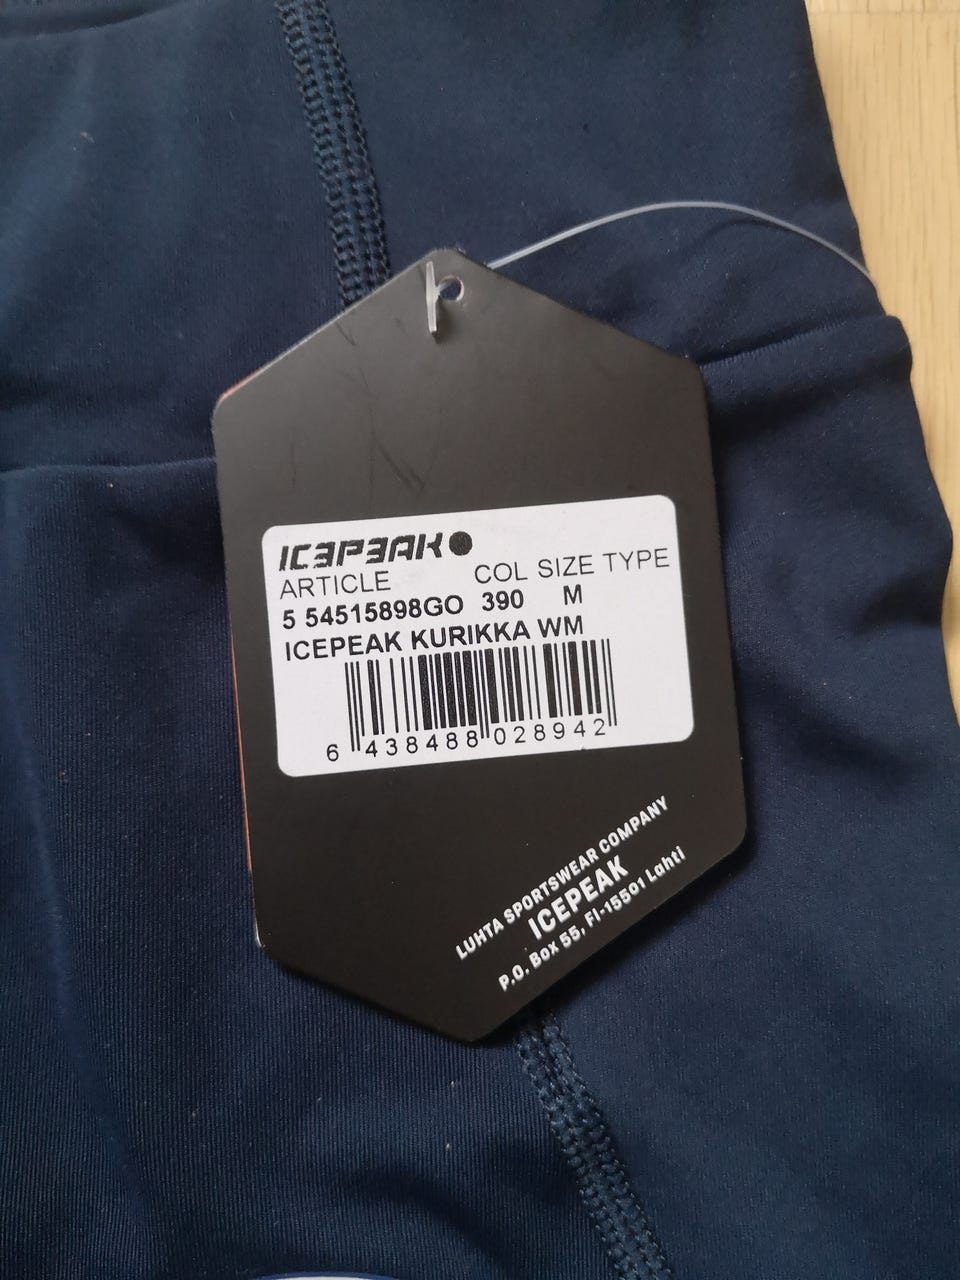 ICEPEAK
ARTICLE COL SIZE TYPE
5 54515898GO 390 M
ICEPEAK KURIKKA WM
6 438488 028942
LUHTA SPORTSWEAR COMPANY
ICEPEAK
P.O. Box 55, FI-15501 Lahti